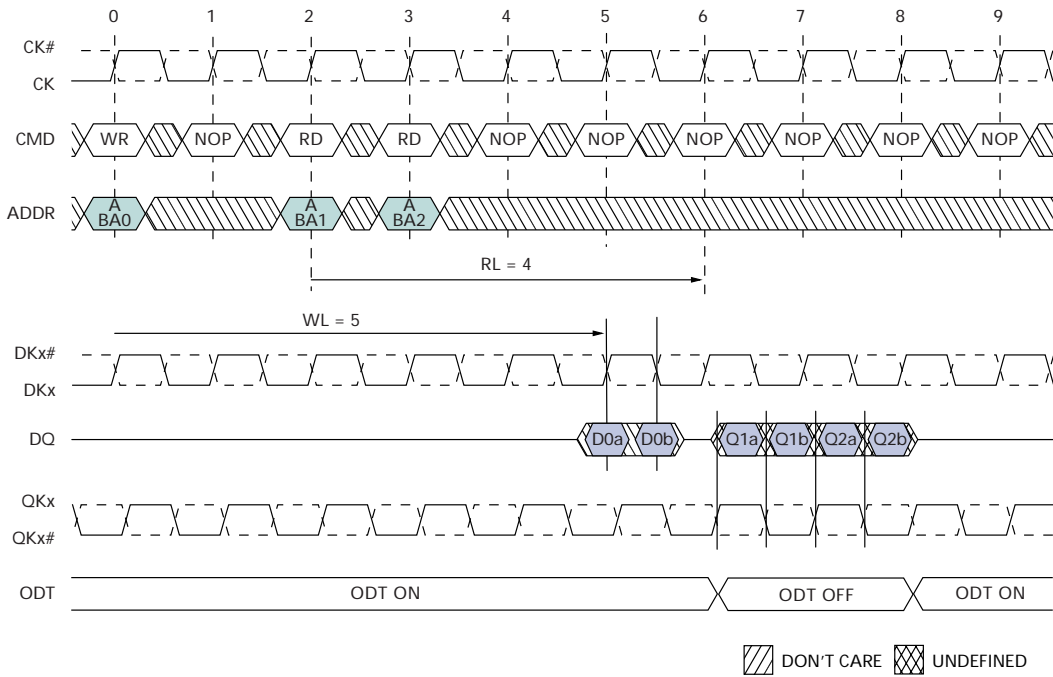 0 1 2 3 4 5 6 7 8 9
CK#
CK
CMD WR NOP RD RD NOP NOP NOP NOP NOP NOP
ADDR A BA0 A BA1 A BA2
RL = 4
WL = 5
DKx#
DKx
DQ D0a D0b Q1a Q1b Q2a Q2b
QKx
QKx#
ODT ODT ON ODT OFF ODT ON
DON'T CARE UNDEFINED